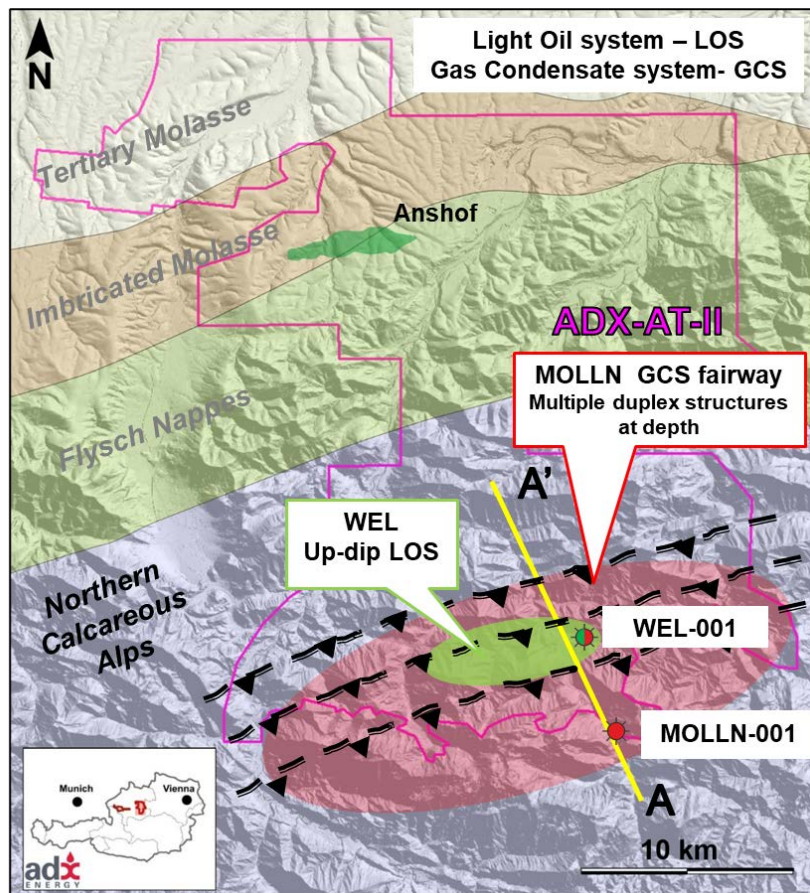 Light Oil system – LOS
Gas Condensate system- GCS
N
Tertiary Molasse
Anshof
Imbricated Molasse
ADX-AT-II
MOLLN GCS fairway
Multiple duplex structures
at depth
Flysch Nappes
A'
WEL
Up-dip LOS
Northern
Calcareous
Alps
WEL-001
MOLLN-001
A
Munich
Vienna
10 km
adx
ENERGY